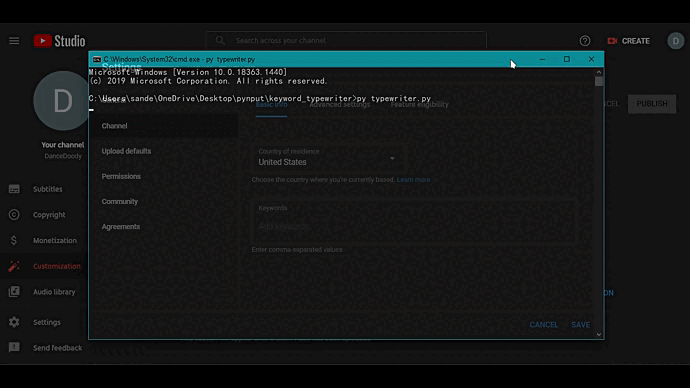 Studio
Search across your channel
CREATE
D
C:\Windows\System32\cmd.exe - py typewriter.py
Settings
Microsoft Windows [Version 10.0.18363.1440]
(c) 2019 Microsoft Corporation. All rights reserved.
C:\Users\sande\OneDrive\Desktop\pynput\keyword_typewriter>py typewriter.py
D
Basic info
Advanced settings
Feature eligibility
CEL
PUBLISH
Channel
Your channel
DanceDoody
Upload defaults
Country of residence
United States
Permissions
Choose the country where you're currently based. Learn more
Subtitles
Community
Keywords
Copyright
Agreements
Add keywords
Monetization
Enter comma-separated values
Customization
Audio library
ON
Settings
CANCEL
SAVE
Send feedback